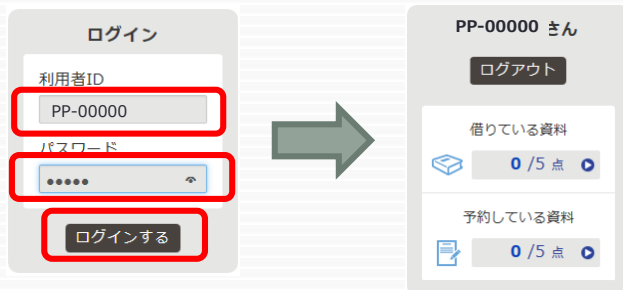 ログイン
利用者ID
PP-00000
パスワード
●●●●●
ログインする
PP-00000 さん
ログアウト
借りている資料
0 /5 点
予約している資料
0 /5 点